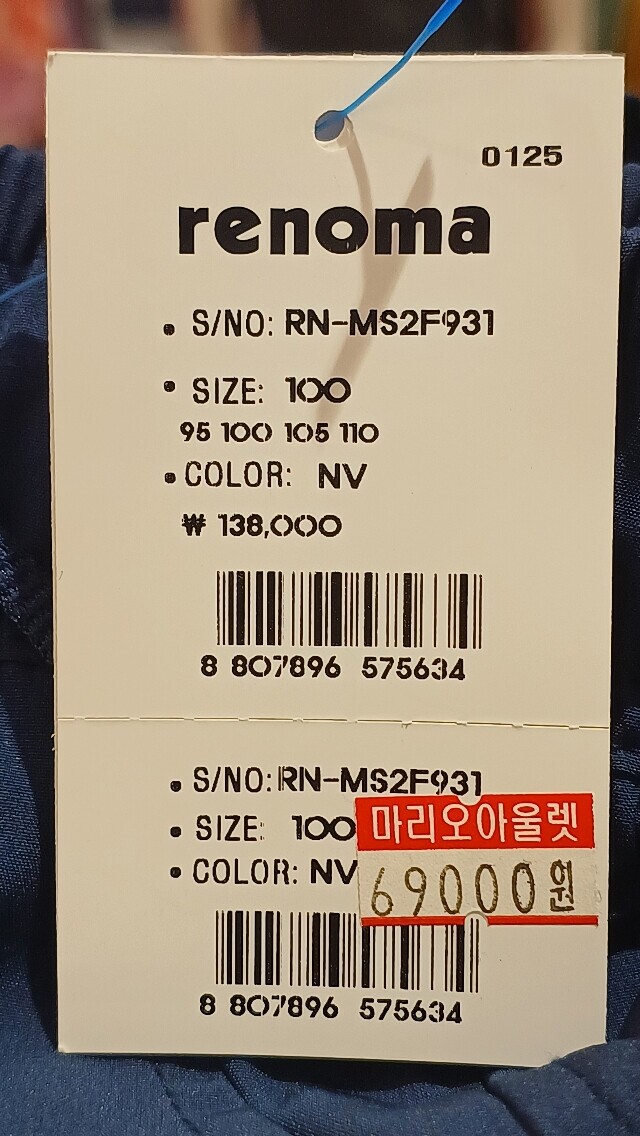 0125
renoma
• S/NO: RN-MS2F931
• SIZE: 100
95 100 105 110
• COLOR: NV
₩ 138,000
8 807896 575634
• S/NO: RN-MS2F931
• SIZE: 100
마리오아울렛
• COLOR: NV
69000원
8 807896 575634